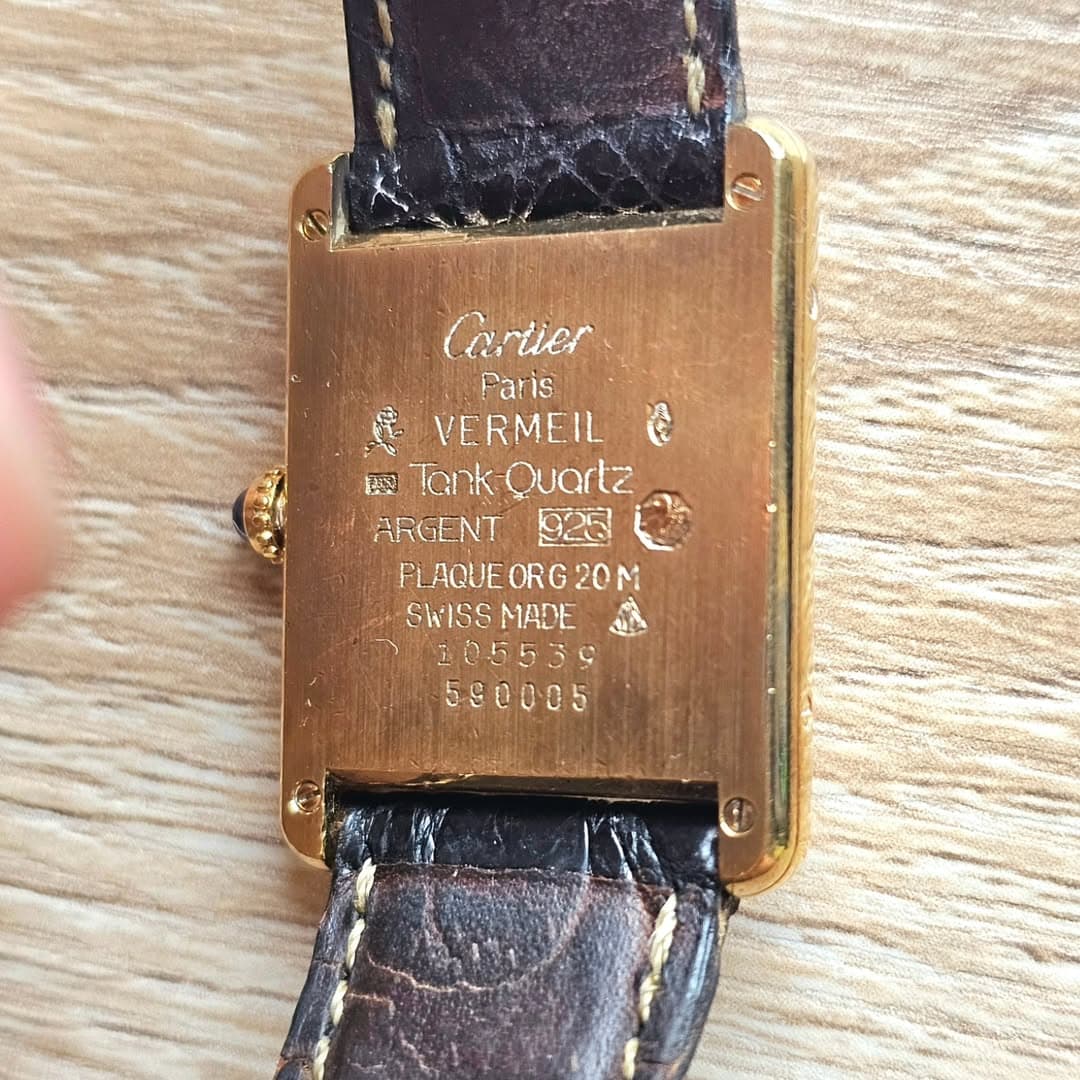 Cartier
Paris
VERMEIL
Tank-Quartz
ARGENT 925
PLAQUE OR G 20 M
SWISS MADE
105539
590005